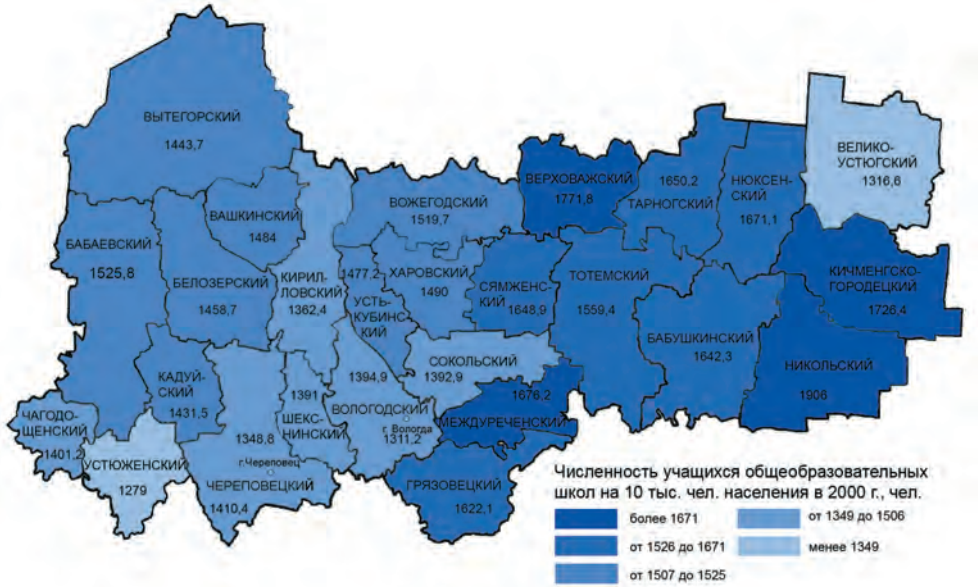 ВЫТЕГОРСКИЙ
1443,7
ВЕЛИКО-
УСТЮГСКИЙ
1316,6
ВЕРХОВАЖСКИЙ
1771,8
1650,2
ТАРНОГСКИЙ
НЮКСЕН-
СКИЙ
1671,1
ВАШКИНСКИЙ
1484
ВОЖЕГОДСКИЙ
1519,7
БАБАЕВСКИЙ
1525,8
БЕЛОЗЕРСКИЙ
1458,7
КИРИЛ-
ЛОВСКИЙ
1362,4
1477,2
УСТЬ-
КУБИН-
СКИЙ
ХАРОВСКИЙ
1490
СЯМЖЕН-
СКИЙ
1648,9
ТОТЕМСКИЙ
1559,4
КИЧМЕНГСКО-
ГОРОДЕЦКИЙ
1726,4
БАБУШКИНСКИЙ
1642,3
НИКОЛЬСКИЙ
1906
КАДУЙ-
СКИЙ
1431,5
1348,8
г.Череповец
ЧЕРЕПОВЕЦКИЙ
1410,4
1391
ШЕКС-
НИНСКИЙ
1394,9
ВОЛОГОДСКИЙ
г. Вологда
1311,2
СОКОЛЬСКИЙ
1392,9
1676,2
МЕЖДУРЕЧЕНСКИЙ
ЧАГОДО-
ЩЕНСКИЙ
1401,2
УСТЮЖЕНСКИЙ
1279
ГРЯЗОВЕЦКИЙ
1622,1
Численность учащихся общеобразовательных
школ на 10 тыс. чел. населения в 2000 г., чел.
более 1671
от 1526 до 1671
от 1507 до 1525
от 1349 до 1506
менее 1349